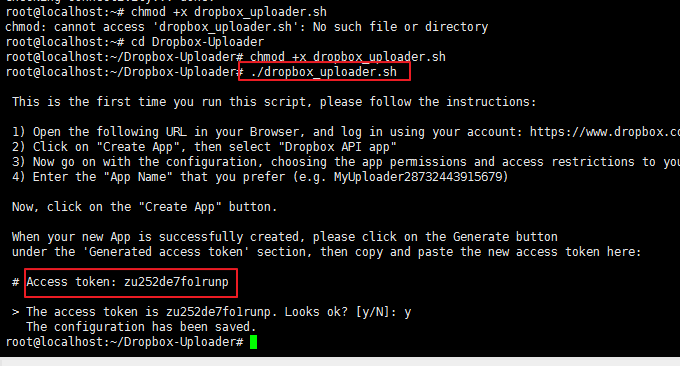 root@localhost:~# chmod +x dropbox_uploader.sh
chmod: cannot access 'dropbox_uploader.sh': No such file or directory
root@localhost:~# cd Dropbox-Uploader
root@localhost:~/Dropbox-Uploader# chmod +x dropbox_uploader.sh
root@localhost:~/Dropbox-Uploader# ./dropbox_uploader.sh
This is the first time you run this script, please follow the instructions:
1) Open the following URL in your Browser, and log in using your account: https://www.dropbox.co
2) Click on "Create App", then select "Dropbox API app"
3) Now go on with the configuration, choosing the app permissions and access restrictions to you
4) Enter the "App Name" that you prefer (e.g. MyUploader28732443915679)
Now, click on the "Create App" button.
When your new App is successfully created, please click on the Generate button
under the 'Generated access token' section, then copy and paste the new access token here:
# Access token: zu252de7fo1runp
> The access token is zu252de7fo1runp. Looks ok? [y/N]: y
The configuration has been saved.
root@localhost:~/Dropbox-Uploader#